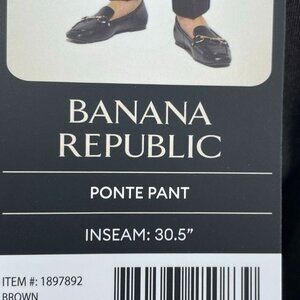 BANANA
REPUBLIC
PONTE PANT
INSEAM: 30.5”
ITEM #: 1897892
BROWN